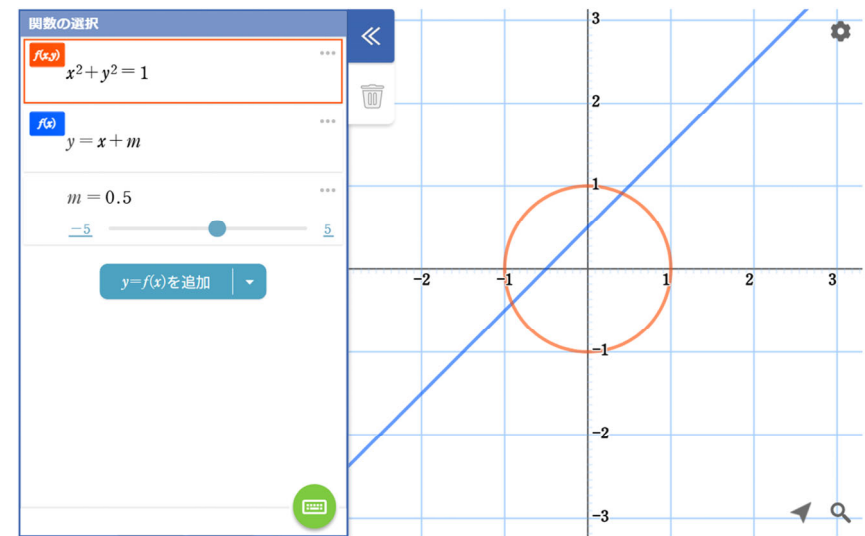 関数の選択
f(x,y)
x²+y²=1
f(x)
y=x+m
m=0.5
−5
5
y=f(x)を追加
3
2
1
−2
−1
1
2
3
−1
−2
−3